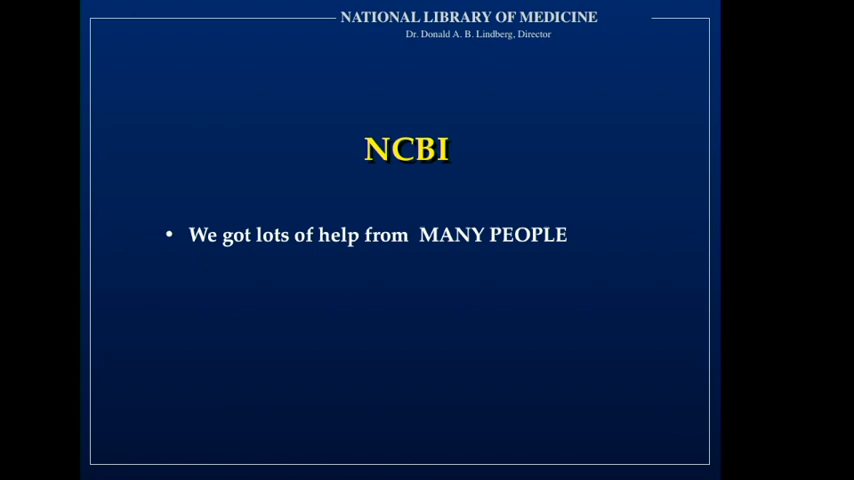 NATIONAL LIBRARY OF MEDICINE
Dr. Donald A. B. Lindberg, Director
NCBI
• We got lots of help from MANY PEOPLE